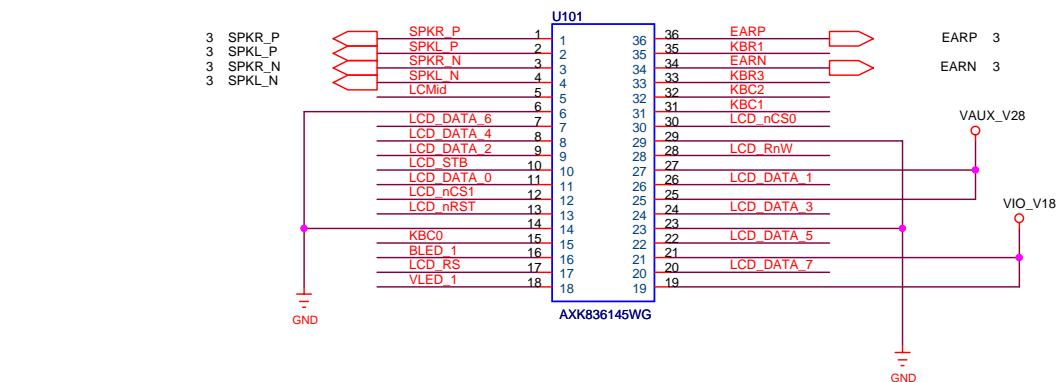 U101
3 SPKR_P SPKR_P 1 1 36 36 EARP EARP 3
3 SPKL_P SPKL_P 2 2 35 35 KBR1
3 SPKR_N SPKR_N 3 3 34 34 EARN EARN 3
3 SPKL_N SPKL_N 4 4 33 33 KBR3
LCMid 5 5 32 32 KBC2
6 6 31 31 KBC1
LCD_DATA_6 7 7 30 30 LCD_nCS0
VAUX_V28
LCD_DATA_4 8 8 29 29
LCD_DATA_2 9 9 28 28 LCD_RnW
LCD_STB 10 10 27 27
LCD_DATA_0 11 11 26 26 LCD_DATA_1
LCD_nCS1 12 12 25 25
VIO_V18
LCD_nRST 13 13 24 24 LCD_DATA_3
14 14 23 23
KBC0 15 15 22 22 LCD_DATA_5
BLED_1 16 16 21 21
LCD_RS 17 17 20 20 LCD_DATA_7
VLED_1 18 18 19 19
AXK836145WG
GND
GND